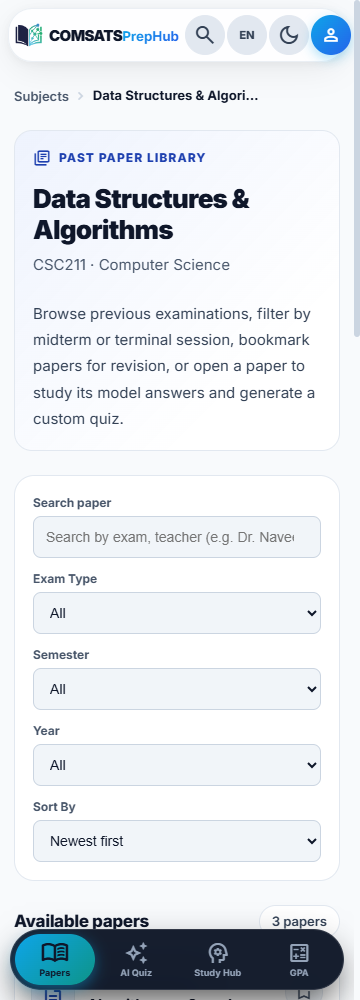 COMSATSPrepHub
EN
Subjects
Data Structures & Algori...
PAST PAPER LIBRARY
Data Structures &
Algorithms
CSC211 · Computer Science
Browse previous examinations, filter by
midterm or terminal session, bookmark
papers for revision, or open a paper to
study its model answers and generate a
custom quiz.
Search paper
Search by exam, teacher (e.g. Dr. Nave
Exam Type
All
Semester
All
Year
All
Sort By
Newest first
Available papers
3 papers
Papers
AI Quiz
Study Hub
GPA